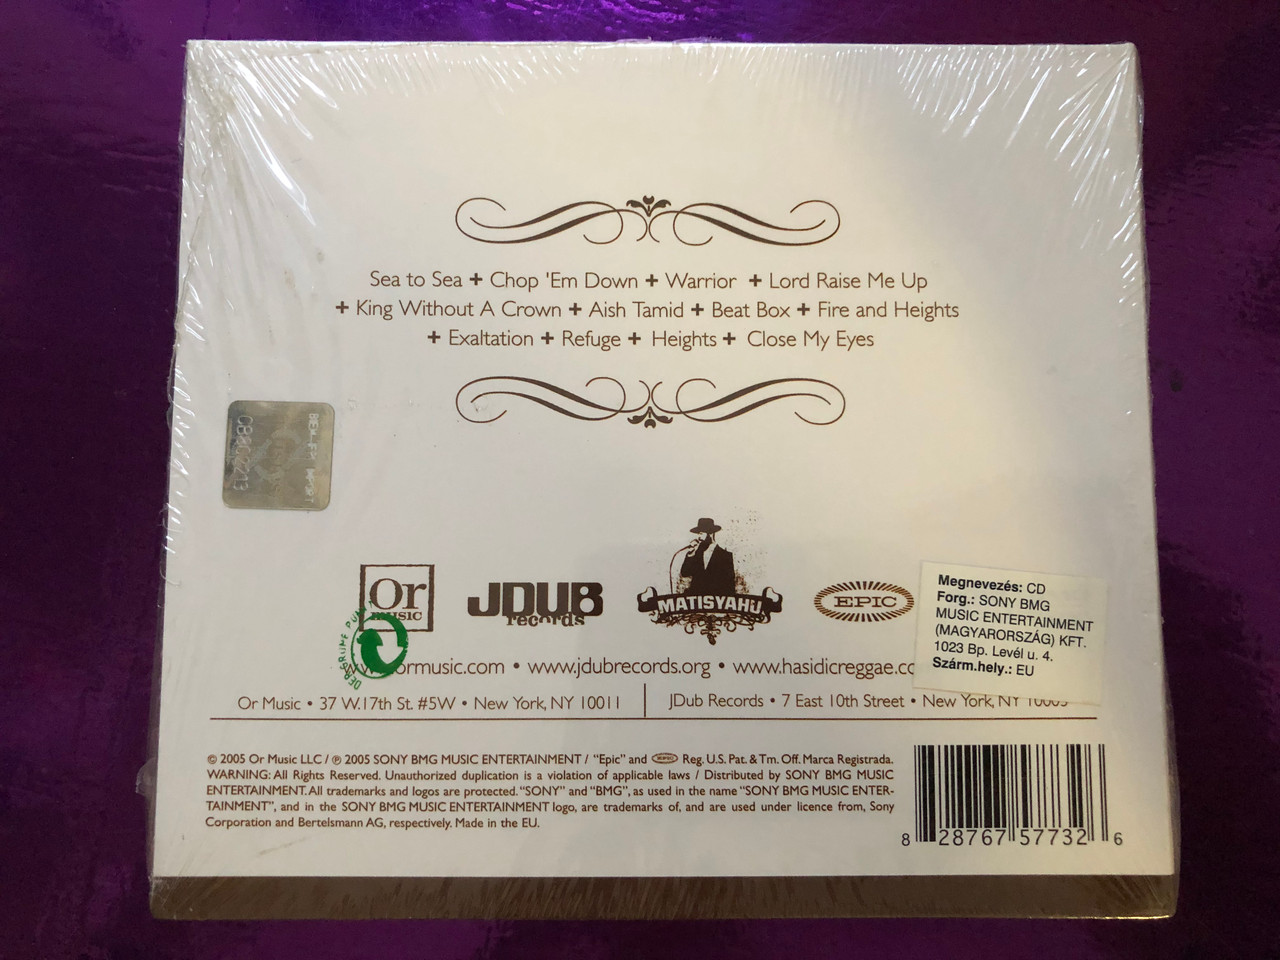 Sea to Sea + Chop 'Em Down + Warrior + Lord Raise Me Up
+ King Without A Crown + Aish Tamid + Beat Box + Fire and Heights
+ Exaltation + Refuge + Heights + Close My Eyes
Or
music
JDUB
records
MATISYAHU
EPIC
DER GRÜNE PUNKT
ormusic.com • www.jdubrecords.org • www.hasidicreggae.co
Or Music • 37 W.17th St. #5W • New York, NY 10011
JDub Records • 7 East 10th Street • New York, NY 10003
Megnevezés: CD
Forg.: SONY BMG
MUSIC ENTERTAINMENT
(MAGYARORSZÁG) KFT.
1023 Bp. Levél u. 4.
Szárm.hely.: EU
© 2005 Or Music LLC / ℗ 2005 SONY BMG MUSIC ENTERTAINMENT / "Epic" and EPIC Reg. U.S. Pat. & Tm. Off. Marca Registrada.
WARNING: All Rights Reserved. Unauthorized duplication is a violation of applicable laws / Distributed by SONY BMG MUSIC
ENTERTAINMENT. All trademarks and logos are protected. "SONY" and "BMG", as used in the name "SONY BMG MUSIC ENTER-
TAINMENT", and in the SONY BMG MUSIC ENTERTAINMENT logo, are trademarks of, and are used under licence from, Sony
Corporation and Bertelsmann AG, respectively. Made in the EU.
8 28767 57732 6